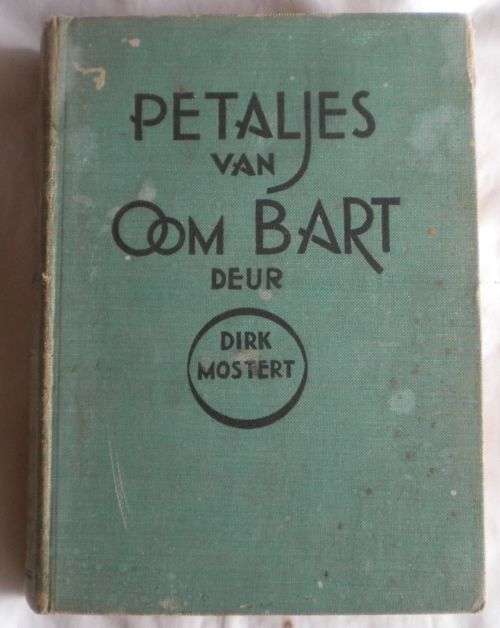 PETALJES
VAN
OOM BART
DEUR
DIRK
MOSTERT